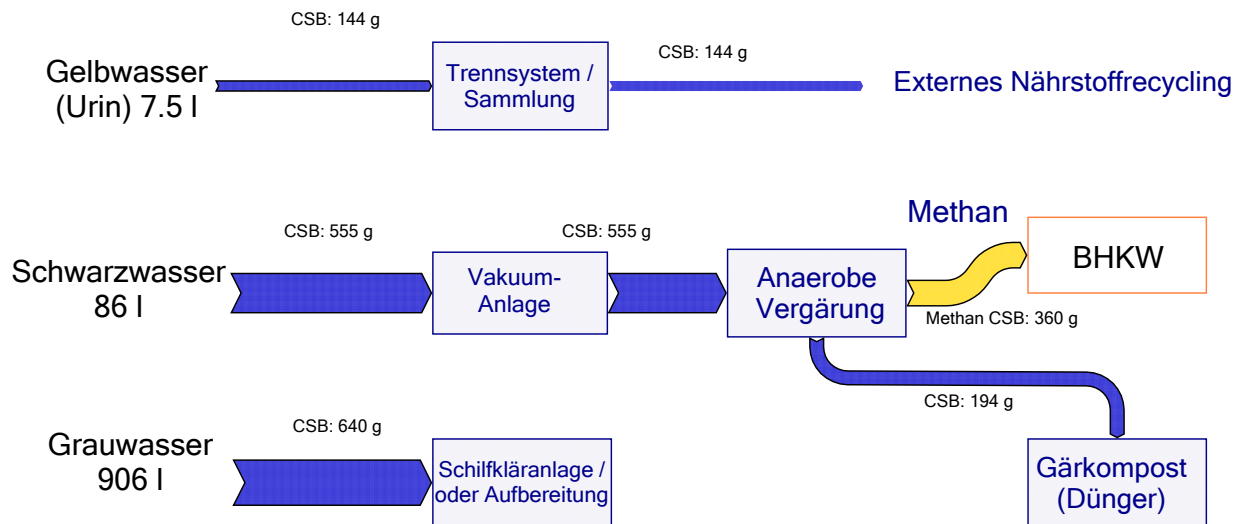 CSB: 144 g
Gelbwasser
(Urin) 7.5 l
Trennsystem /
Sammlung
CSB: 144 g
Externes Nährstoffrecycling
CSB: 555 g
Schwarzwasser
86 l
Vakuum-
Anlage
CSB: 555 g
Anaerobe
Vergärung
Methan
BHKW
Methan CSB: 360 g
CSB: 194 g
Gärkompost
(Dünger)
CSB: 640 g
Grauwasser
906 l
Schilfkläranlage /
oder Aufbereitung